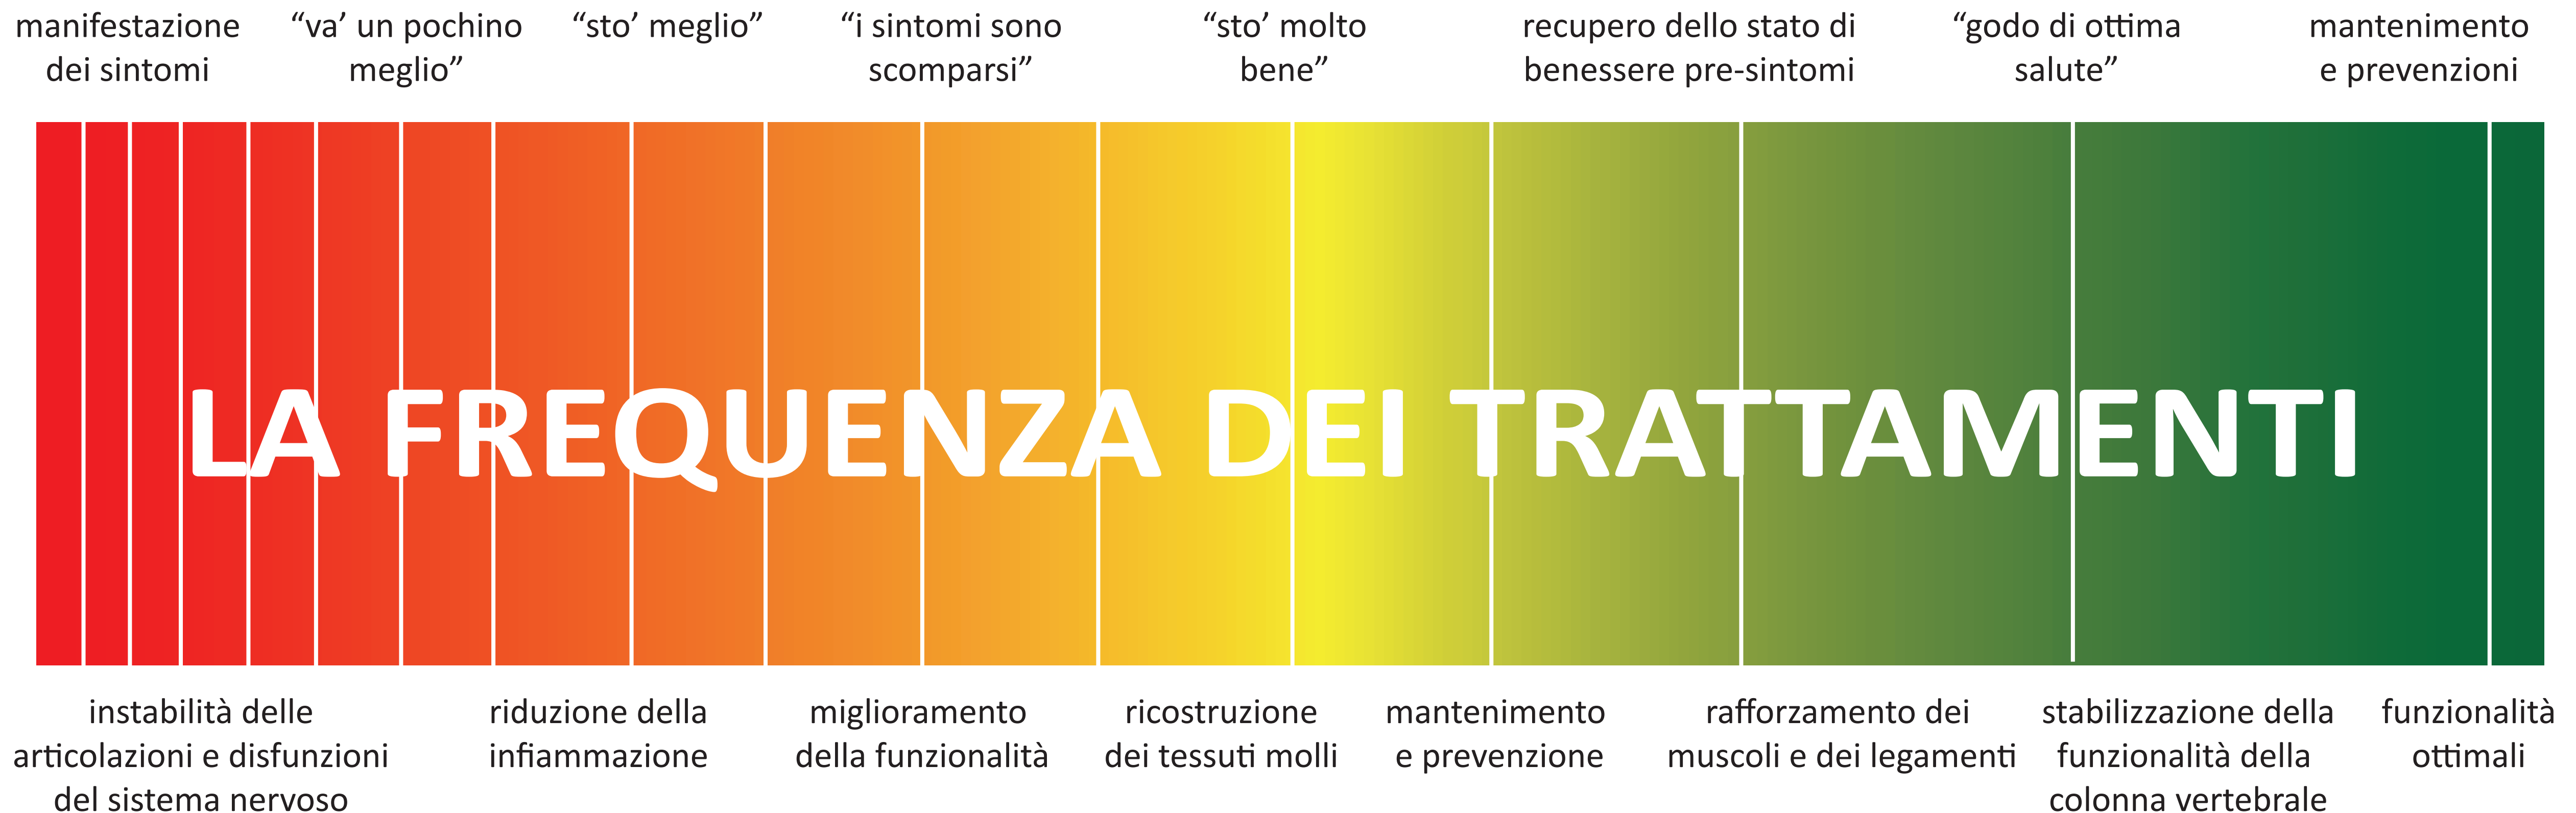 manifestazione
dei sintomi
“va’ un pochino
meglio”
“sto’ meglio”
“i sintomi sono
scomparsi”
“sto’ molto
bene”
recupero dello stato di
benessere pre-sintomi
“godo di ottima
salute”
mantenimento
e prevenzioni
LA FREQUENZA DEI TRATTAMENTI
instabilità delle
articolazioni e disfunzioni
del sistema nervoso
riduzione della
infiammazione
miglioramento
della funzionalità
ricostruzione
dei tessuti molli
mantenimento
e prevenzione
rafforzamento dei
muscoli e dei legamenti
stabilizzazione della
funzionalità della
colonna vertebrale
funzionalità
ottimali